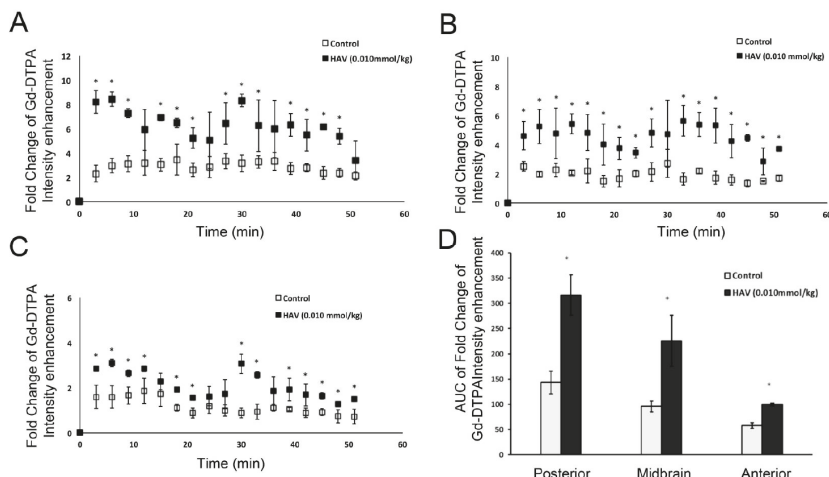 A
Fold Change of Gd-DTPA
Intensity enhancement
12
10
8
6
4
2
0
* * * * * * * * * * * * * *
Control
HAV (0.010mmol/kg)
0 10 20 30 40 50 60
Time (min)
B
Fold Change of Gd-DTPA
Intensity enhancement
10
8
6
4
2
0
* * * * * * * * * * * * * * * * *
Control
HAV (0.010 mmol/kg)
0 10 20 30 40 50 60
Time (min)
C
Fold Change of Gd-DTPA
Intensity enhancement
6
4
2
0
* * * * * * * * * * * * *
Control
HAV (0.010 mmol/kg)
0 10 20 30 40 50 60
Time (min)
D
AUC of Fold Change of
Gd-DTPAIntensity enhancement
400
350
300
250
200
150
100
50
0
* * *
Control
HAV (0.010mmol/kg)
Posterior Midbrain Anterior